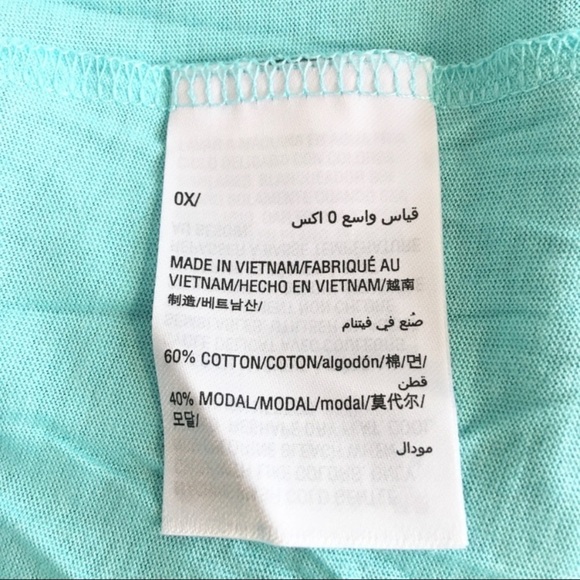 0X/
قياس واسع 0 اكس
MADE IN VIETNAM/FABRIQUÉ AU
VIETNAM/HECHO EN VIETNAM/越南
制造/베트남산/
صُنع في فيتنام
60% COTTON/COTON/algodón/棉/면/
قطن
40% MODAL/MODAL/modal/莫代尔/
모달/
مودال